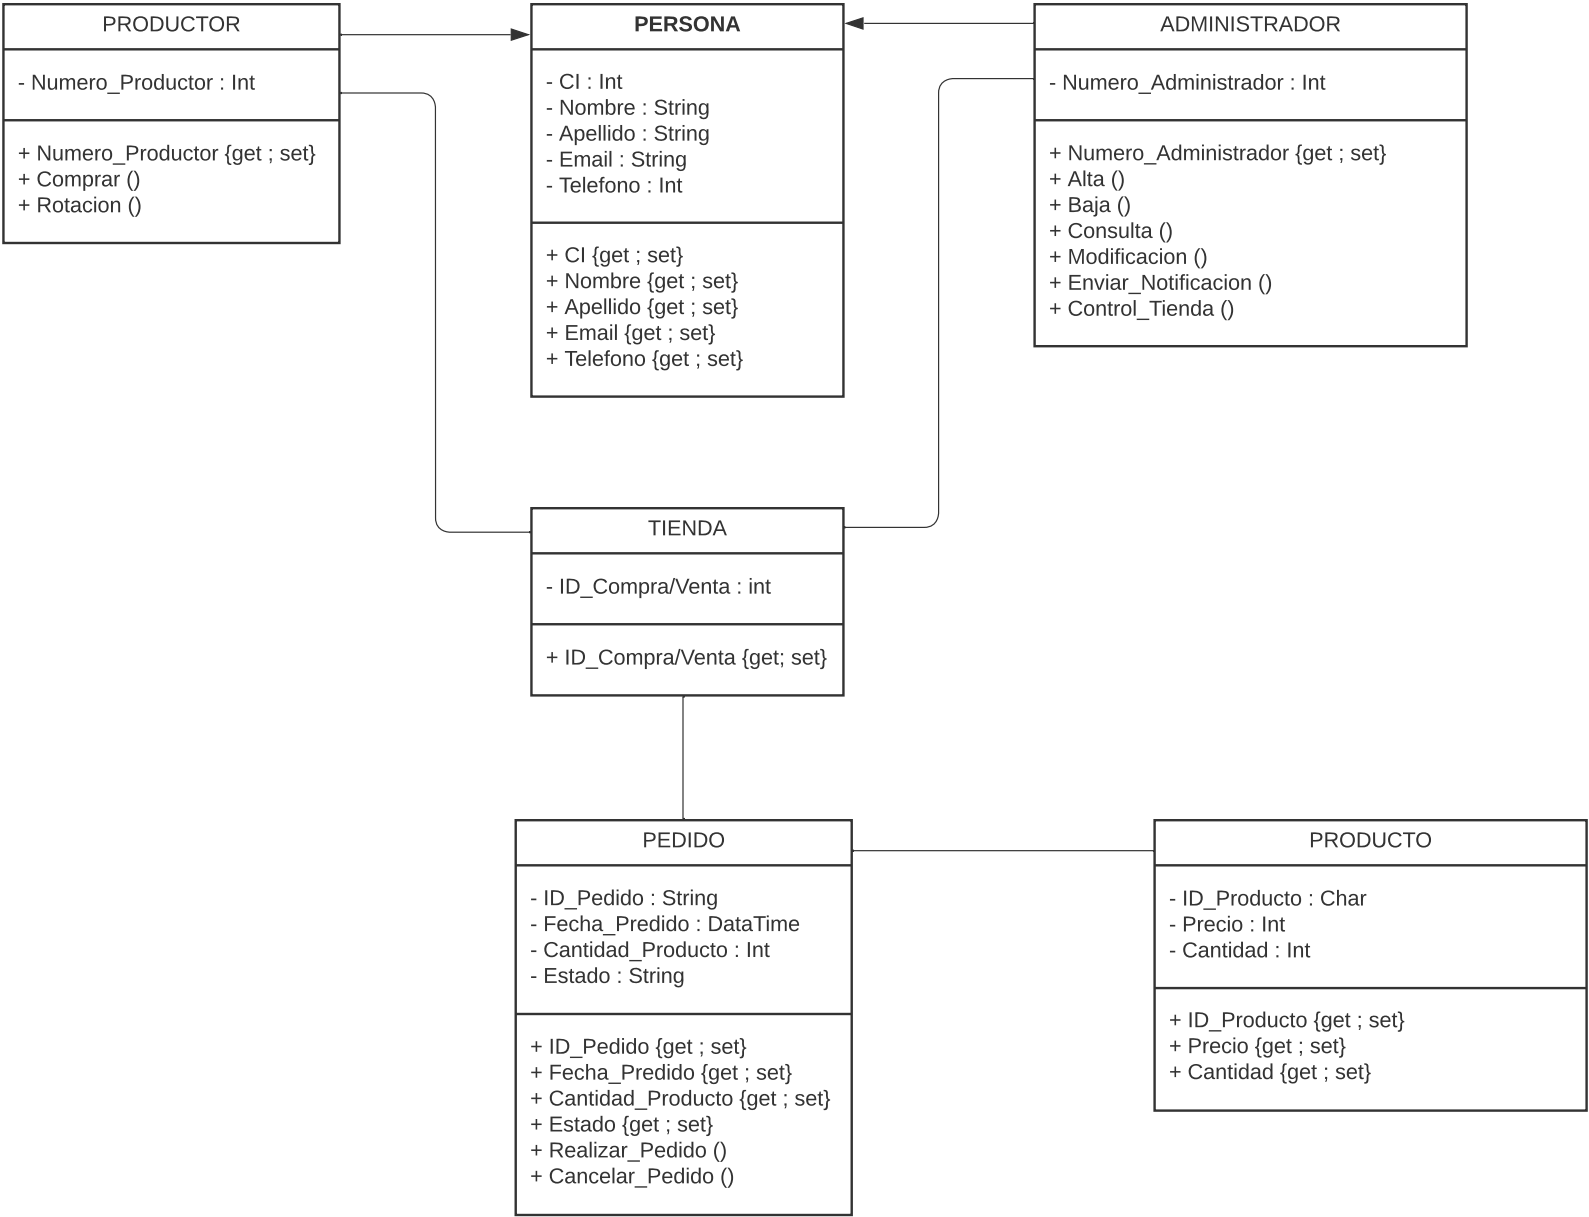 PRODUCTOR
- Numero_Productor : Int
+ Numero_Productor {get ; set}
+ Comprar ()
+ Rotacion ()
PERSONA
- CI : Int
- Nombre : String
- Apellido : String
- Email : String
- Telefono : Int
+ CI {get ; set}
+ Nombre {get ; set}
+ Apellido {get ; set}
+ Email {get ; set}
+ Telefono {get ; set}
ADMINISTRADOR
- Numero_Administrador : Int
+ Numero_Administrador {get ; set}
+ Alta ()
+ Baja ()
+ Consulta ()
+ Modificacion ()
+ Enviar_Notificacion ()
+ Control_Tienda ()
TIENDA
- ID_Compra/Venta : int
+ ID_Compra/Venta {get; set}
PEDIDO
- ID_Pedido : String
- Fecha_Predido : DataTime
- Cantidad_Producto : Int
- Estado : String
+ ID_Pedido {get ; set}
+ Fecha_Predido {get ; set}
+ Cantidad_Producto {get ; set}
+ Estado {get ; set}
+ Realizar_Pedido ()
+ Cancelar_Pedido ()
PRODUCTO
- ID_Producto : Char
- Precio : Int
- Cantidad : Int
+ ID_Producto {get ; set}
+ Precio {get ; set}
+ Cantidad {get ; set}